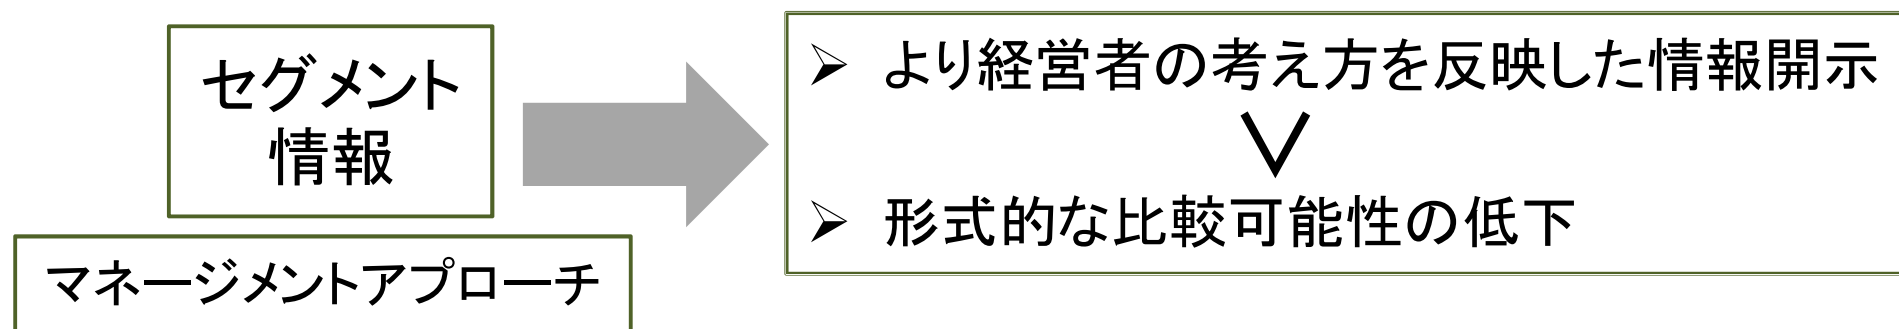 セグメント
情報
マネージメントアプローチ
➢ より経営者の考え方を反映した情報開示
∨
➢ 形式的な比較可能性の低下